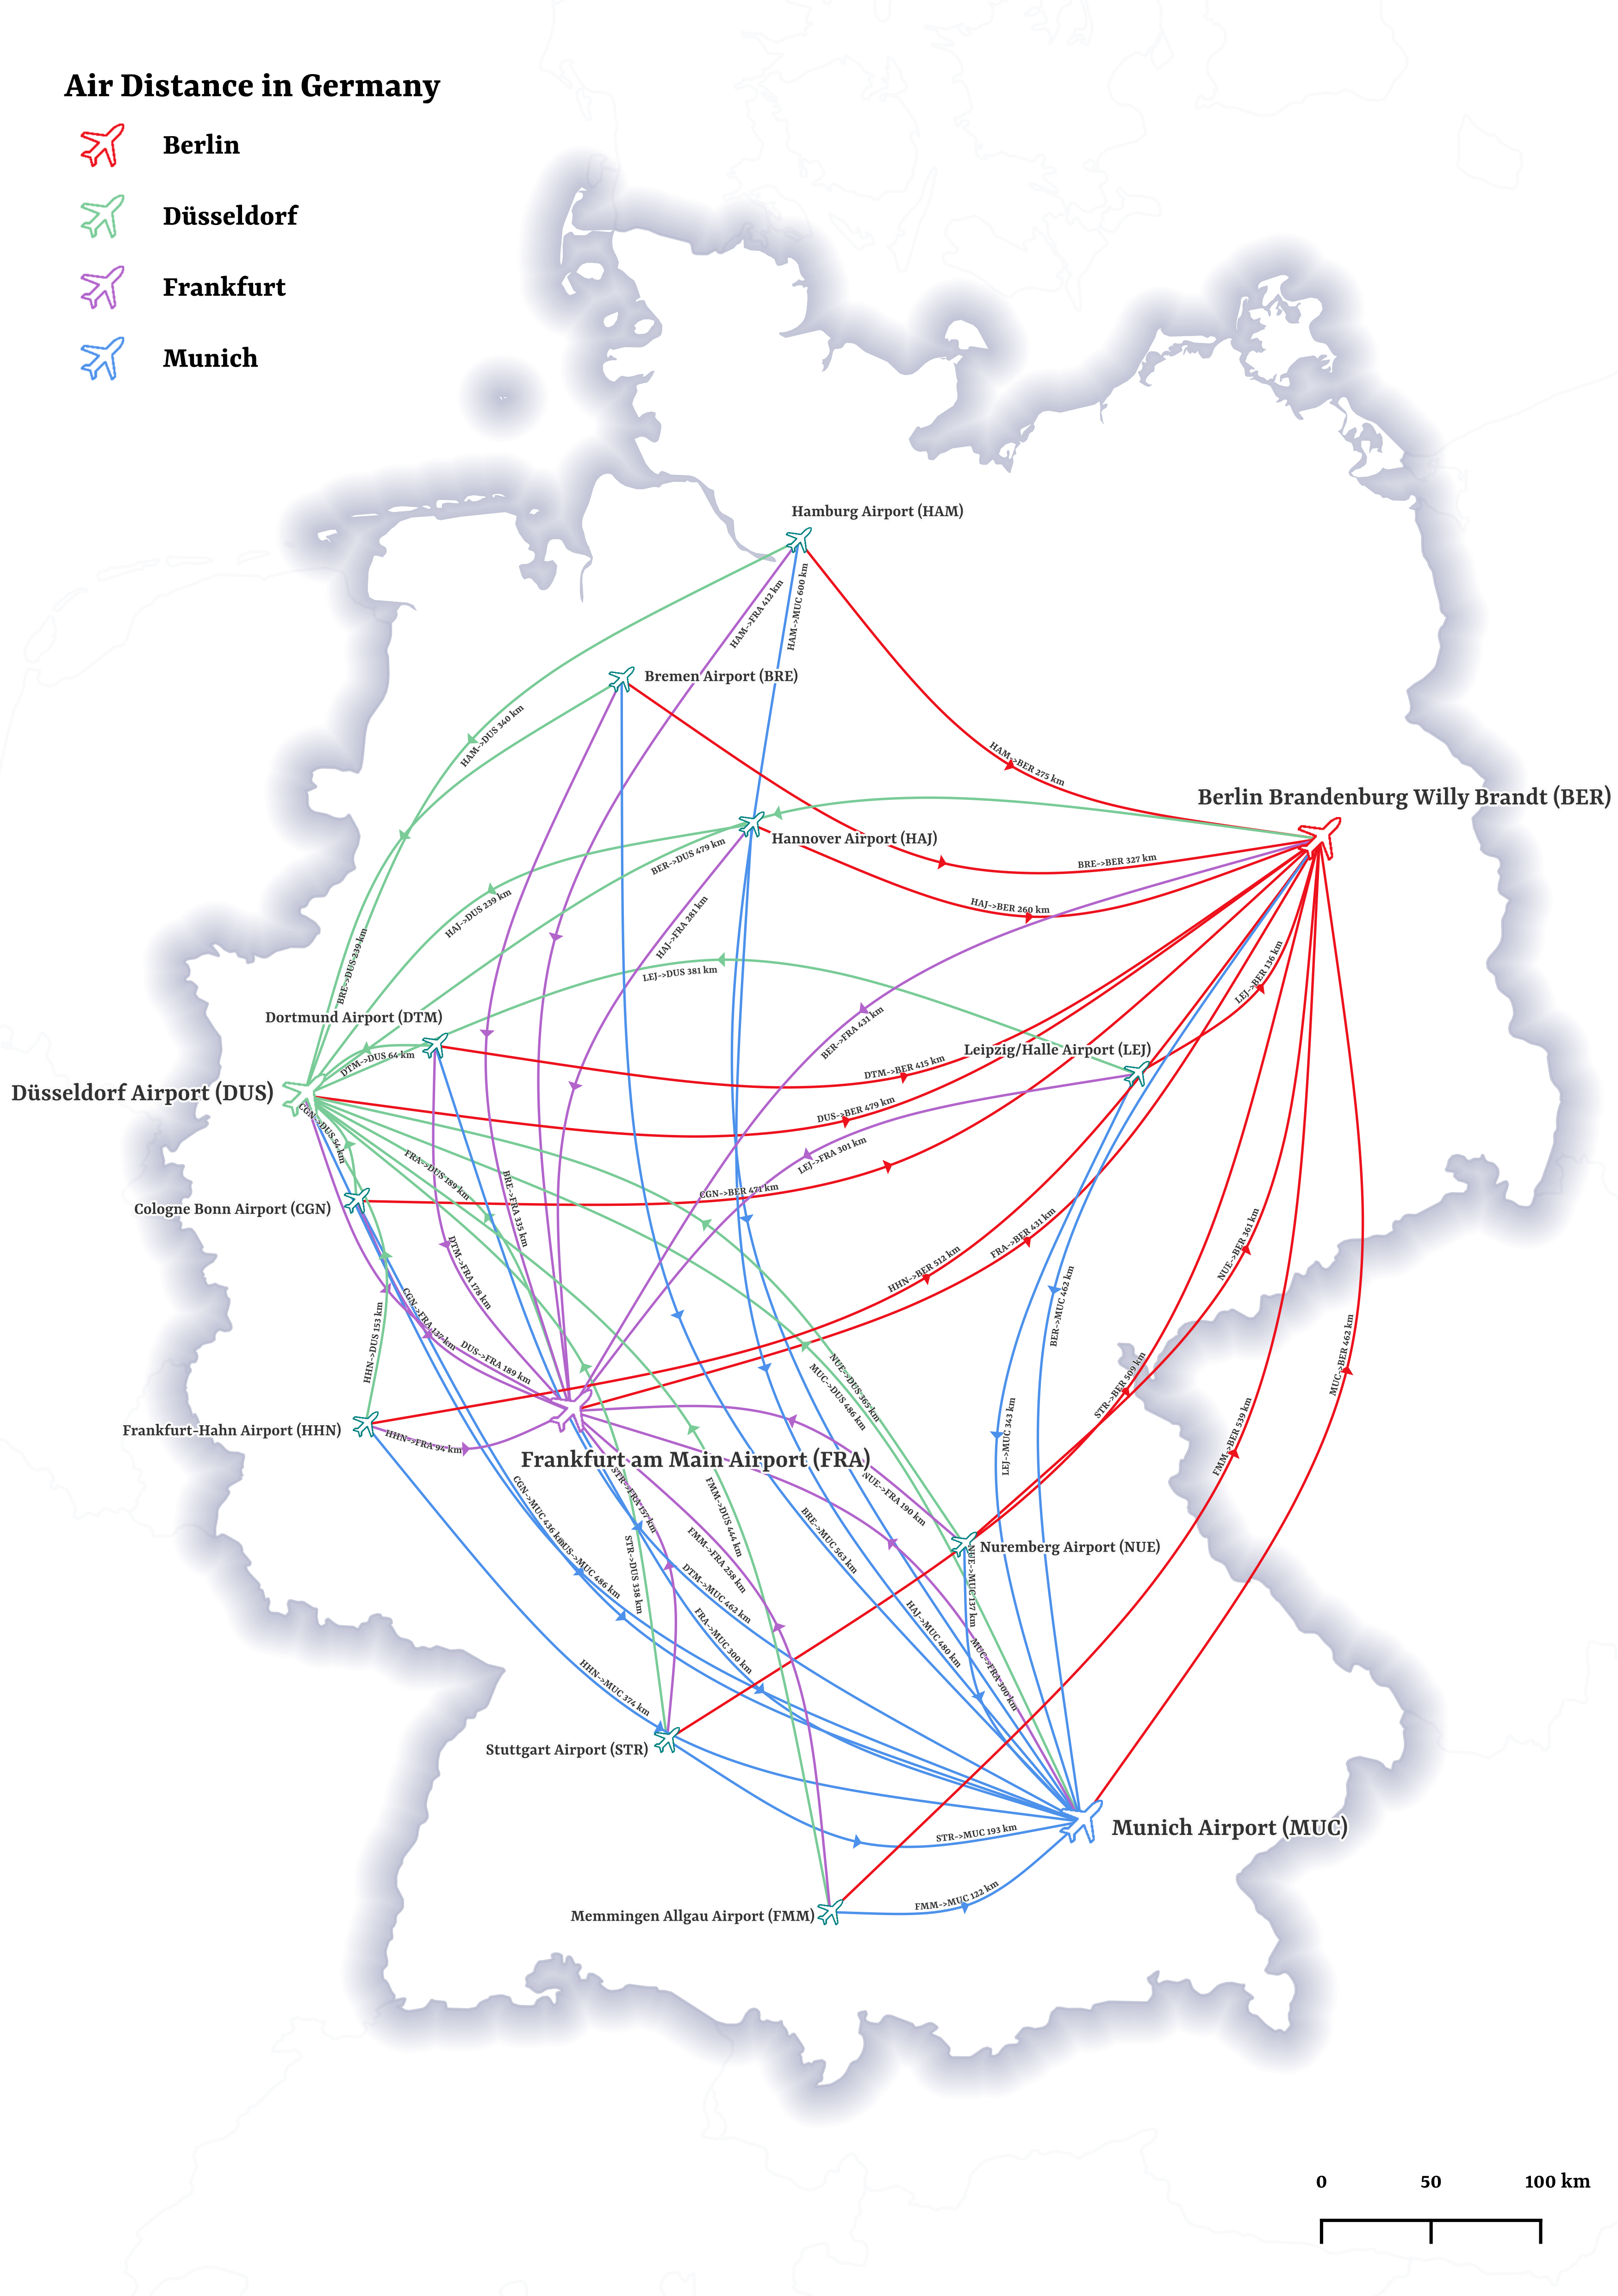 Air Distance in Germany
Berlin
Düsseldorf
Frankfurt
Munich
Hamburg Airport (HAM)
HAM->FRA 412 km
HAM->MUC 600 km
Bremen Airport (BRE)
HAM->DUS 340 km
HAM->BER 275 km
Berlin Brandenburg Willy Brandt (BER)
Hannover Airport (HAJ)
BER->DUS 479 km
BRE->BER 327 km
HAJ->DUS 239 km
HAJ->BER 260 km
HAJ->FRA 281 km
BRE->DUS 239 km
LEJ->DUS 381 km
LEJ->BER 136 km
Dortmund Airport (DTM)
BER->FRA 431 km
Leipzig/Halle Airport (LEJ)
DTM->DUS 64 km
DTM->BER 415 km
Düsseldorf Airport (DUS)
DUS->BER 479 km
CGN->DUS 54 km
LEJ->FRA 301 km
FRA->DUS 189 km
CGN->BER 471 km
Cologne Bonn Airport (CGN)
BRE->FRA 335 km
DTM->FRA 178 km
HHN->BER 512 km
FRA->BER 431 km
NUE->BER 361 km
BER->MUC 462 km
HHN->DUS 153 km
CGN->FRA 137 km
DUS->FRA 189 km
MUC->BER 462 km
NUE->DUS 365 km
MUC->DUS 486 km
STR->BER 509 km
Frankfurt-Hahn Airport (HHN)
HHN->FRA 94 km
LEJ->MUC 343 km
FMM->BER 539 km
Frankfurt am Main Airport (FRA)
STR->FRA 157 km
NUE->FRA 190 km
CGN->MUC 436 km
FMM->DUS 444 km
BRE->MUC 563 km
Nuremberg Airport (NUE)
US->MUC 486 km
STR->DUS 338 km
FMM->FRA 258 km
DTM->MUC 462 km
NUE->MUC 137 km
FRA->MUC 300 km
HAJ->MUC 480 km
MUC->FRA 300 km
HHN->MUC 374 km
Stuttgart Airport (STR)
STR->MUC 193 km
Munich Airport (MUC)
FMM->MUC 122 km
Memmingen Allgau Airport (FMM)
0 50 100 km